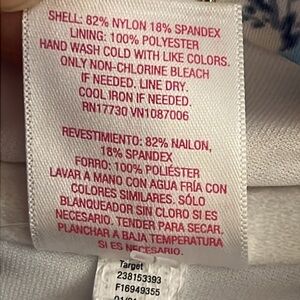 SHELL: 82% NYLON 18% SPANDEX
LINING: 100% POLYESTER
HAND WASH COLD WITH LIKE COLORS.
ONLY NON-CHLORINE BLEACH
IF NEEDED. LINE DRY.
COOL IRON IF NEEDED.
RN17730 VN1087006
REVESTIMIENTO: 82% NAILON,
18% SPANDEX
FORRO: 100% POLIÉSTER
LAVAR A MANO CON AGUA FRÍA CON
COLORES SIMILARES. SÓLO
BLANQUEADOR SIN CLORO SI ES
NECESARIO. TENDER PARA SECAR.
PLANCHAR A BAJA TEMPERATURA
SI ES NECESARIO.
Target
238153393
F16949355